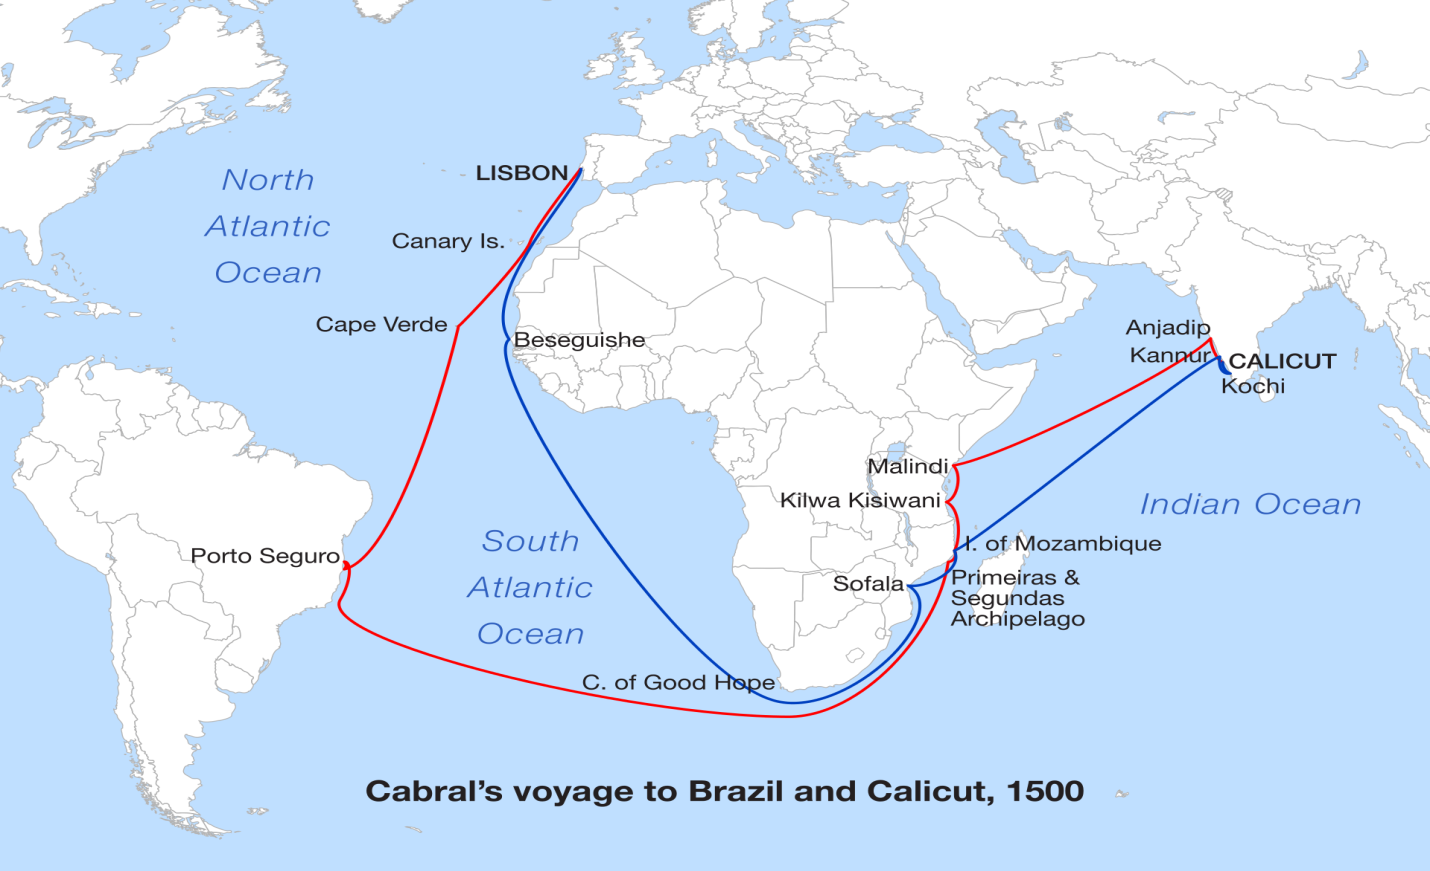 North
Atlantic
Ocean
LISBON
Canary Is.
Cape Verde
Beseguishe
Anjadip
Kannur
CALICUT
Kochi
Malindi
Kilwa Kisiwani
Indian Ocean
South
Atlantic
Ocean
Porto Seguro
I. of Mozambique
Sofala
Primeiras &
Segundas
Archipelago
C. of Good Hope
Cabral’s voyage to Brazil and Calicut, 1500